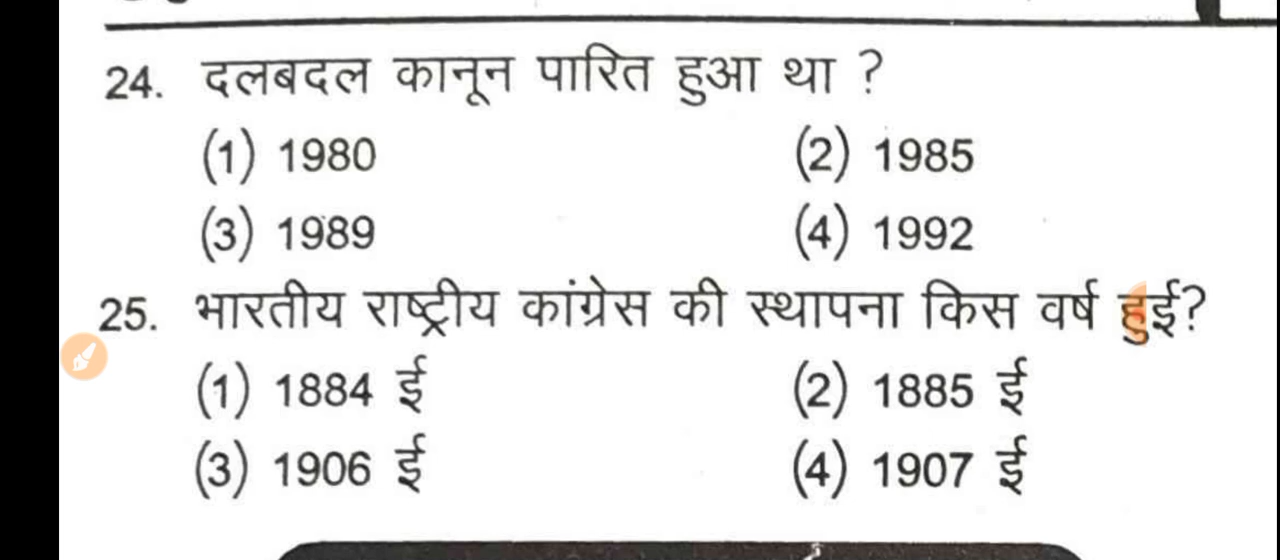 24. दलबदल कानून पारित हुआ था ?
(1) 1980 (2) 1985
(3) 1989 (4) 1992
25. भारतीय राष्ट्रीय कांग्रेस की स्थापना किस वर्ष हुई?
(1) 1884 ई (2) 1885 ई
(3) 1906 ई (4) 1907 ई